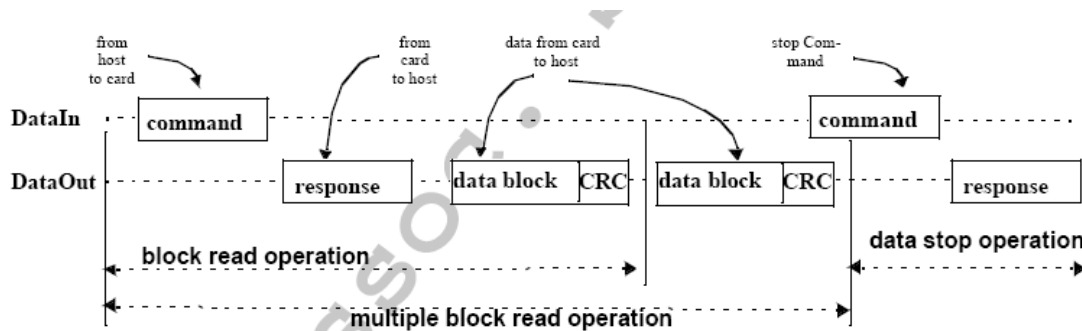 from
host
to card
from
card
to host
data from card
to host
stop Com-
mand
DataIn
command
command
DataOut
response
data block
CRC
data block
CRC
response
block read operation
data stop operation
multiple block read operation